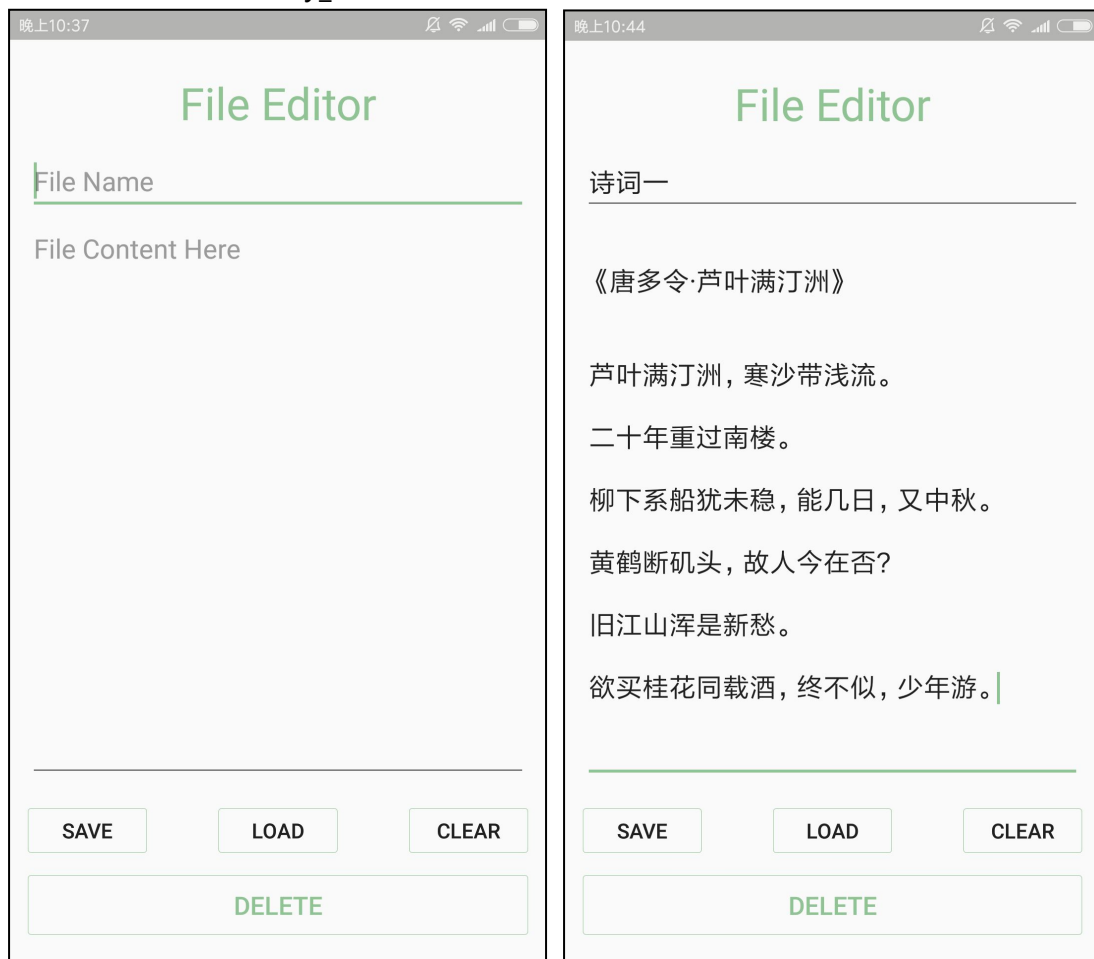 晚上10:37
File Editor
File Name
File Content Here
SAVE LOAD CLEAR
DELETE
晚上10:44
File Editor
诗词一
《唐多令·芦叶满汀洲》
芦叶满汀洲，寒沙带浅流。
二十年重过南楼。
柳下系船犹未稳，能几日，又中秋。
黄鹤断矶头，故人今在否?
旧江山浑是新愁。
欲买桂花同载酒，终不似，少年游。
SAVE LOAD CLEAR
DELETE